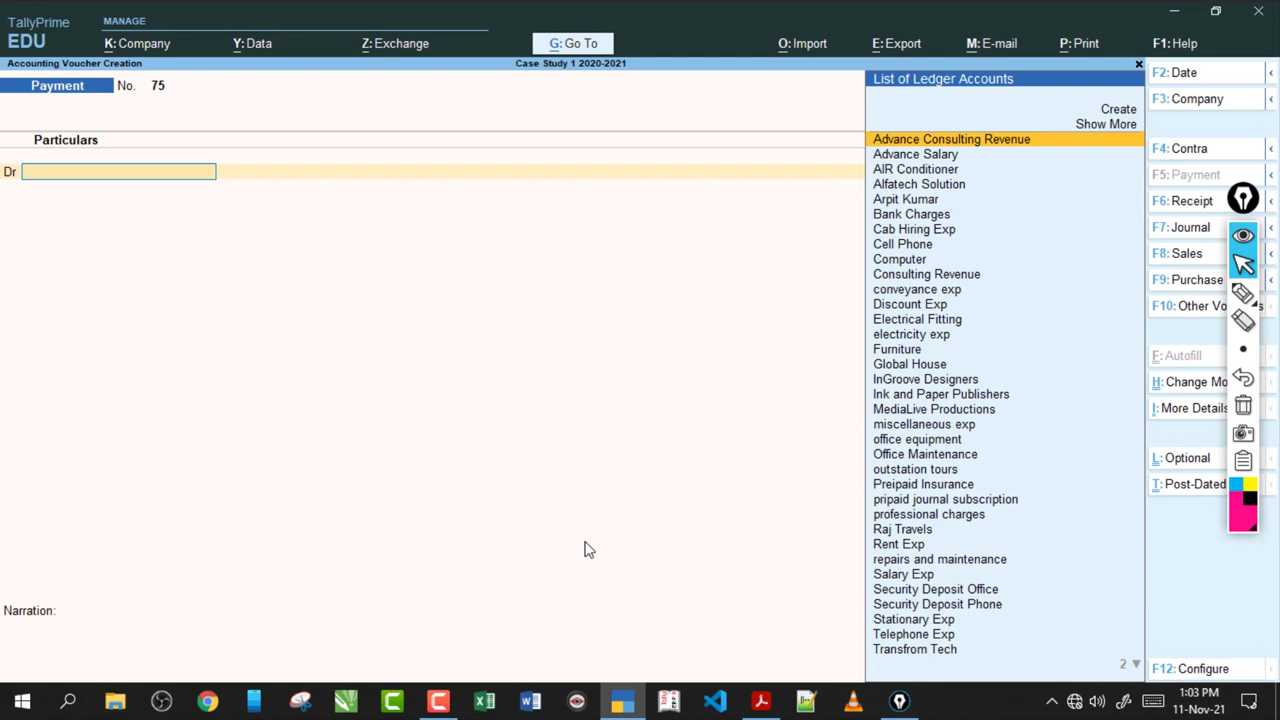 TallyPrime
EDU
MANAGE
K: Company
Y: Data
Z: Exchange
G: Go To
O: Import
E: Export
M: E-mail
P: Print
F1: Help
Accounting Voucher Creation
Case Study 1 2020-2021
Payment No. 75
Particulars
Dr
Narration:
List of Ledger Accounts
Create
Show More
Advance Consulting Revenue
Advance Salary
AIR Conditioner
Alfatech Solution
Arpit Kumar
Bank Charges
Cab Hiring Exp
Cell Phone
Computer
Consulting Revenue
conveyance exp
Discount Exp
Electrical Fitting
electricity exp
Furniture
Global House
InGroove Designers
Ink and Paper Publishers
MediaLive Productions
miscellaneous exp
office equipment
Office Maintenance
outstation tours
Preipaid Insurance
pripaid journal subscription
professional charges
Raj Travels
Rent Exp
repairs and maintenance
Salary Exp
Security Deposit Office
Security Deposit Phone
Stationary Exp
Telephone Exp
Transfrom Tech
2
F2: Date
F3: Company
F4: Contra
F5: Payment
F6: Receipt
F7: Journal
F8: Sales
F9: Purchase
F10: Other Vo s
F: Autofill
H: Change Mo
I: More Details
L: Optional
T: Post-Dated
F12: Configure
1:03 PM
11-Nov-21